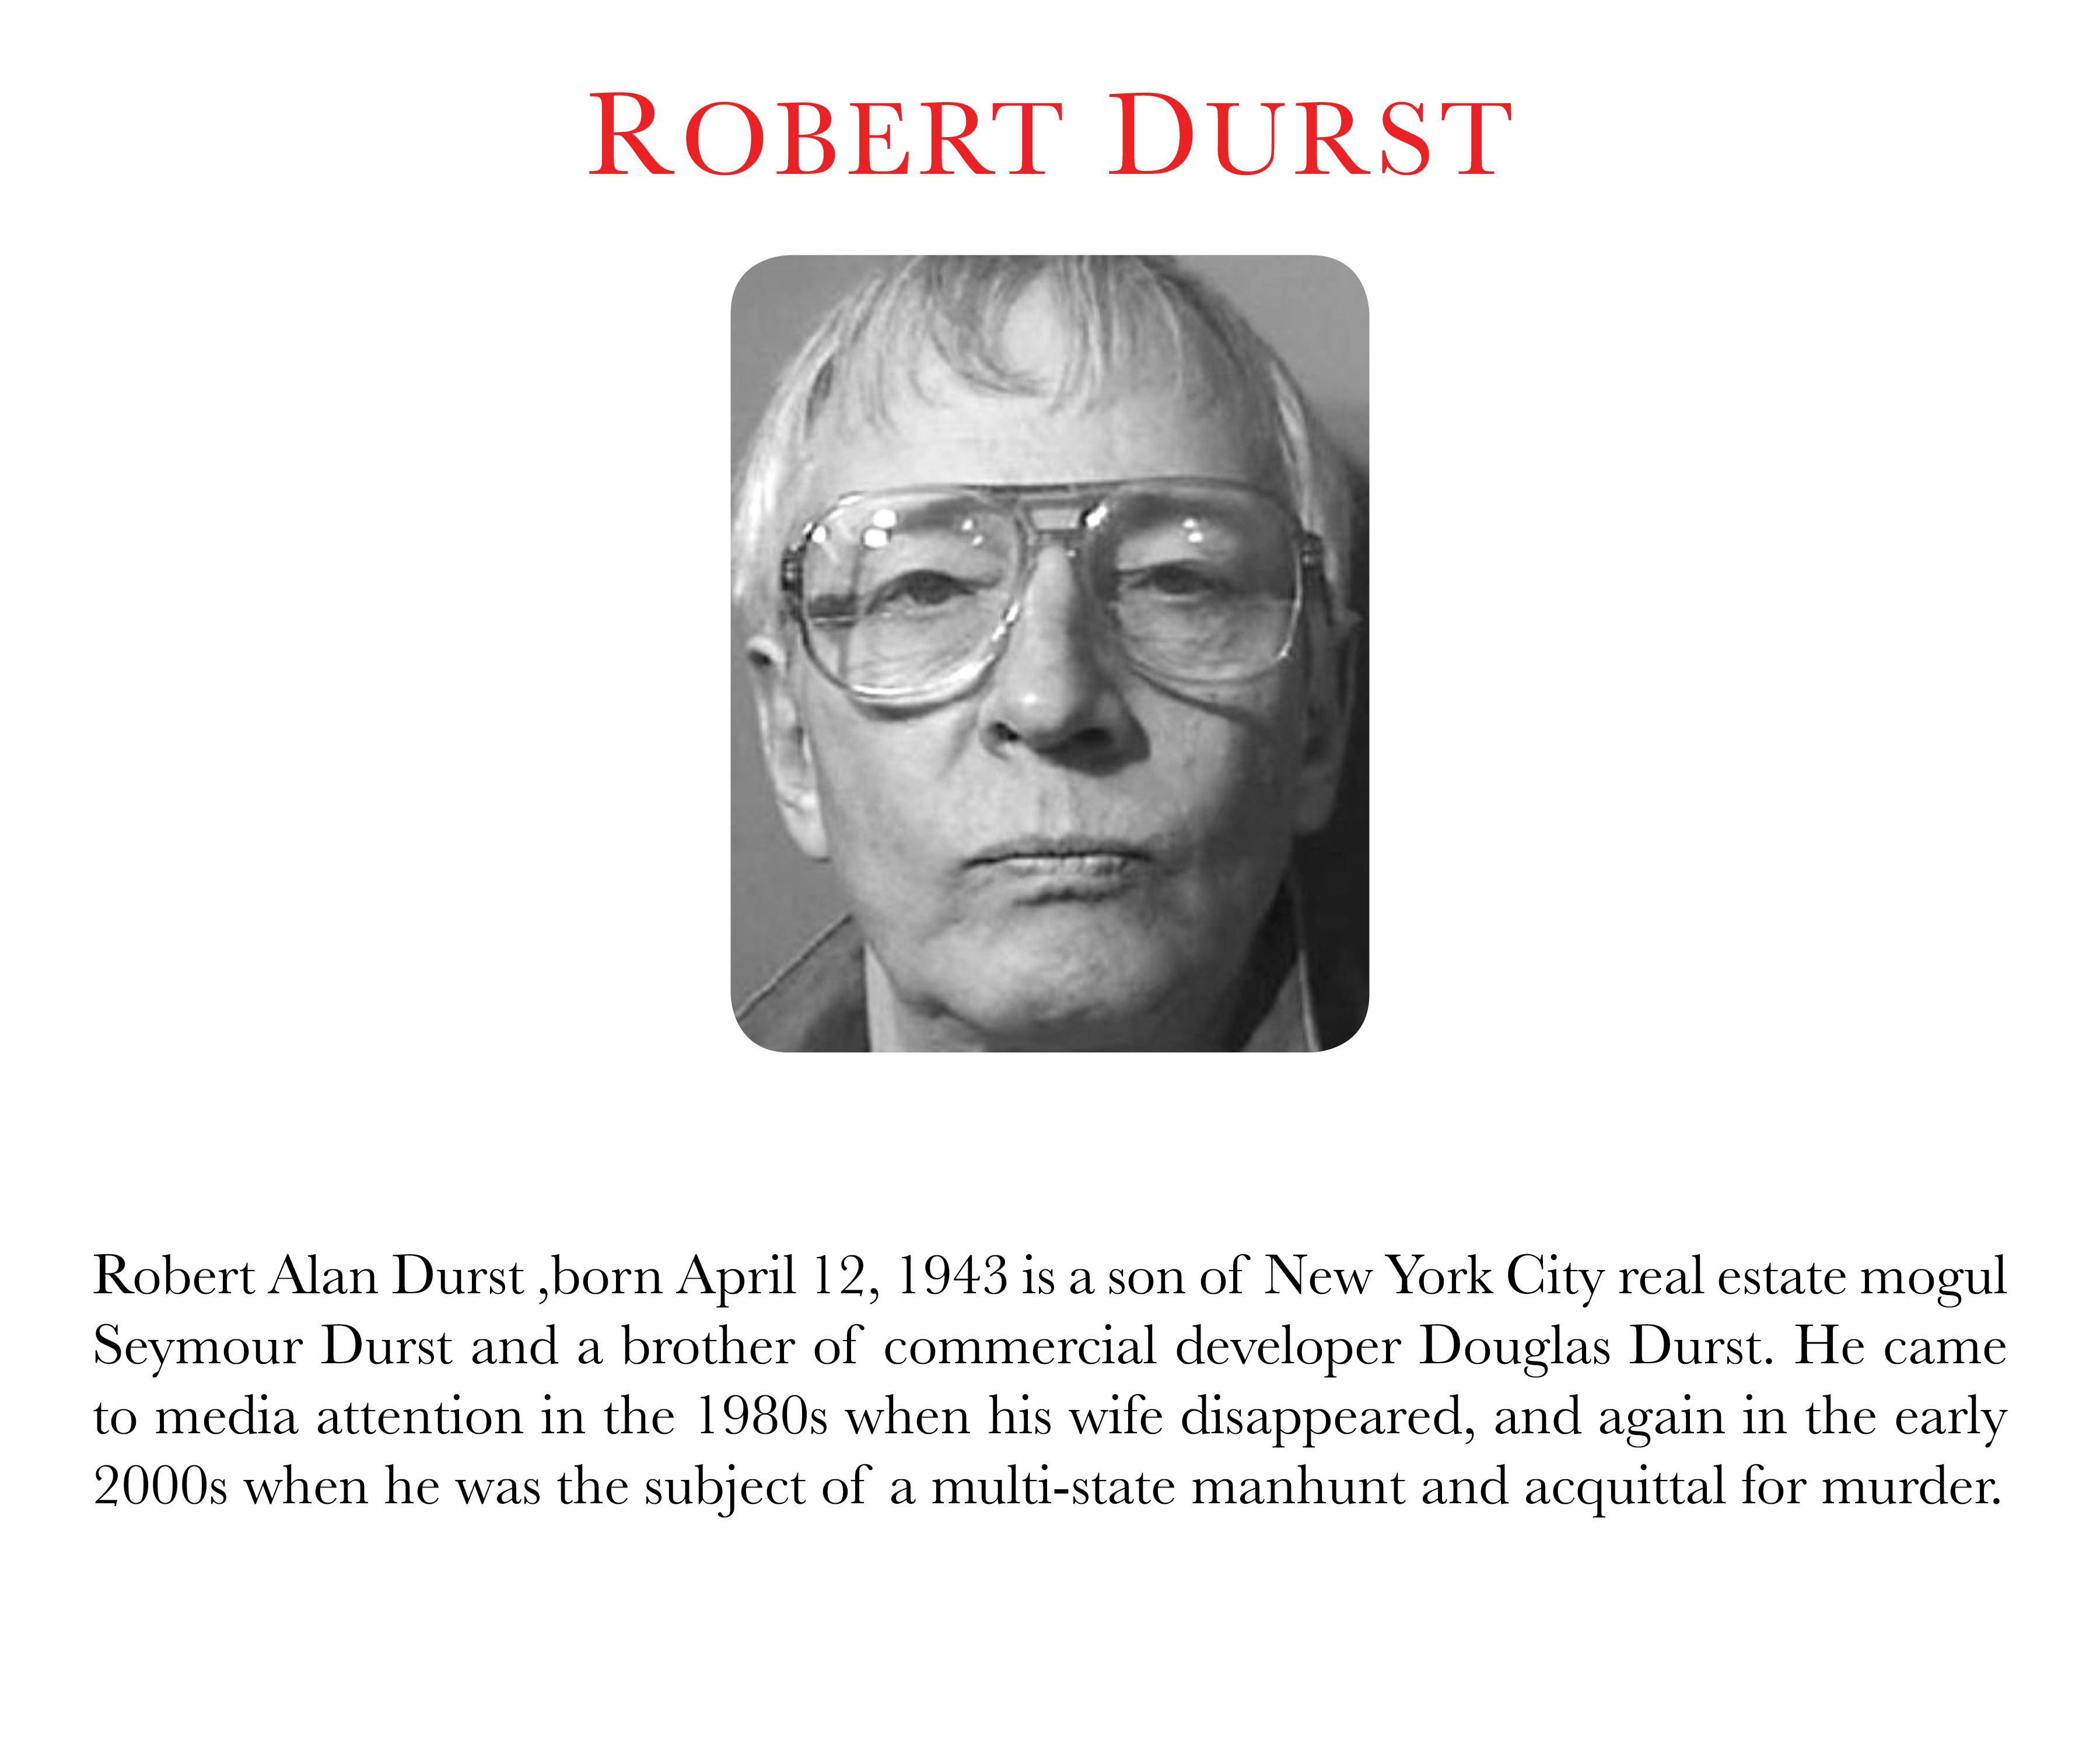 ROBERT DURST
Robert Alan Durst ,born April 12, 1943 is a son of New York City real estate mogul
Seymour Durst and a brother of commercial developer Douglas Durst. He came
to media attention in the 1980s when his wife disappeared, and again in the early
2000s when he was the subject of a multi-state manhunt and acquittal for murder.